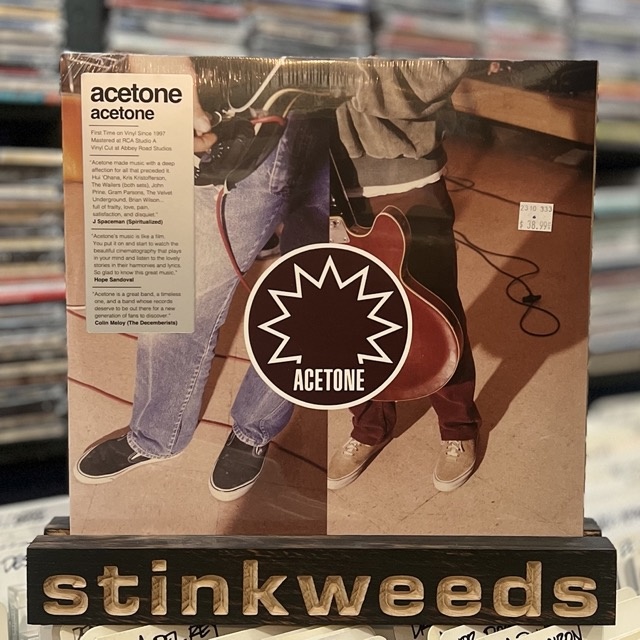 acetone
acetone
First Time on Vinyl Since 1997
Mastered at RCA Studio A
Vinyl Cut at Abbey Road Studios
"Acetone made music with a deep
affection for all that preceded it.
Hui 'Ohana, Kris Kristofferson,
The Wailers (both sets), John
Prine, Gram Parsons, The Velvet
Underground, Brian Wilson...
full of frailty, love, pain,
satisfaction, and disquiet."
J Spaceman (Spiritualized)
"Acetone's music is like a film.
You put it on and start to watch the
beautiful cinematography that plays
in your mind and listen to the lovely
stories in their harmonies and lyrics.
So glad to know this great music."
Hope Sandoval
"Acetone is a great band, a timeless
one, and a band whose records
deserve to be out there for a new
generation of fans to discover."
Colin Meloy (The Decemberists)
2310 333
$38.99
ACETONE
stinkweeds